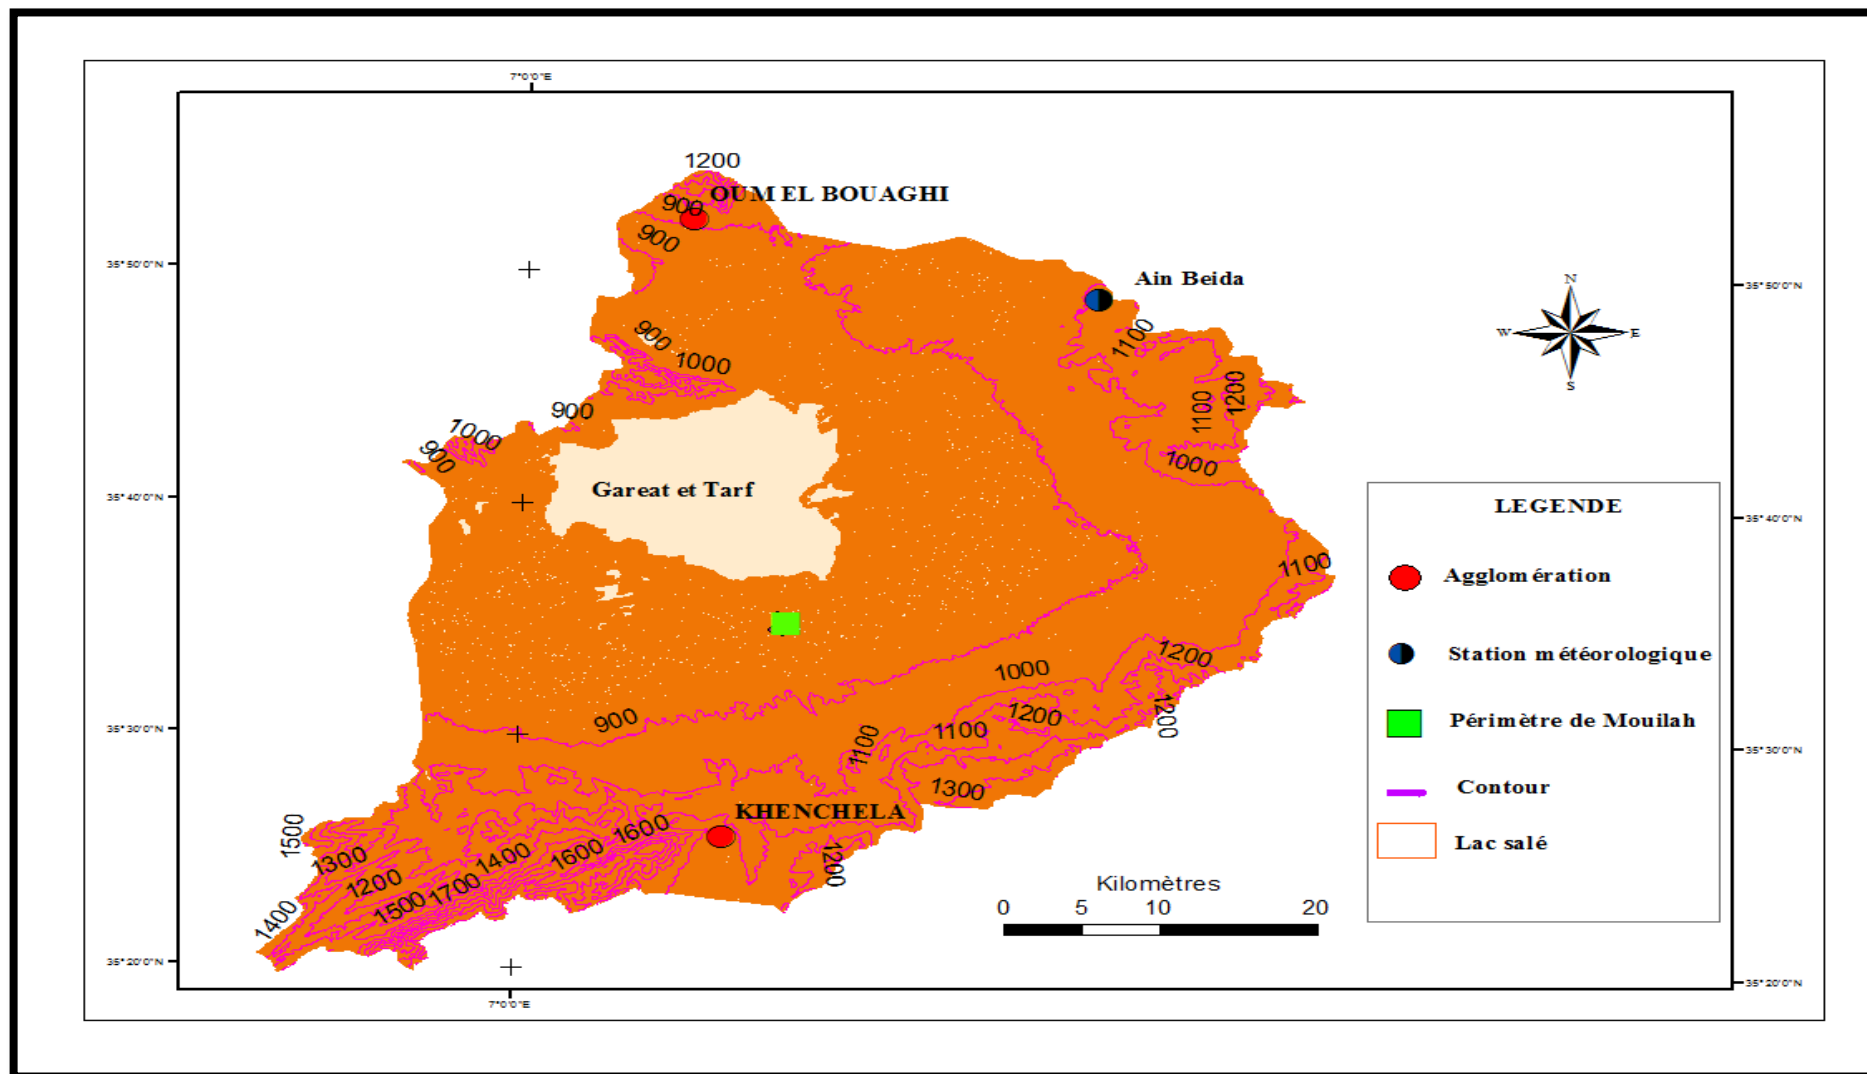 7°0'0"E
1200
OUM EL BOUAGHI
900
900
35°50'0"N
Ain Beida
35°50'0"N
N
W
E
S
900
1000
1100
1100
1200
900
1000
900
1000
35°40'0"N
Gareat et Tarf
35°40'0"N
LEGENDE
Agglomération
Station météorologique
Périmètre de Mouilah
Contour
Lac salé
1100
1200
1000
1200
1200
900
1100
1100
35°30'0"N
35°30'0"N
1300
KHENCHELA
1500
1600
1300
1400
1600
1200
1200
1700
1500
1400
Kilomètres
0 5 10 20
35°20'0"N
35°20'0"N
7°0'0"E